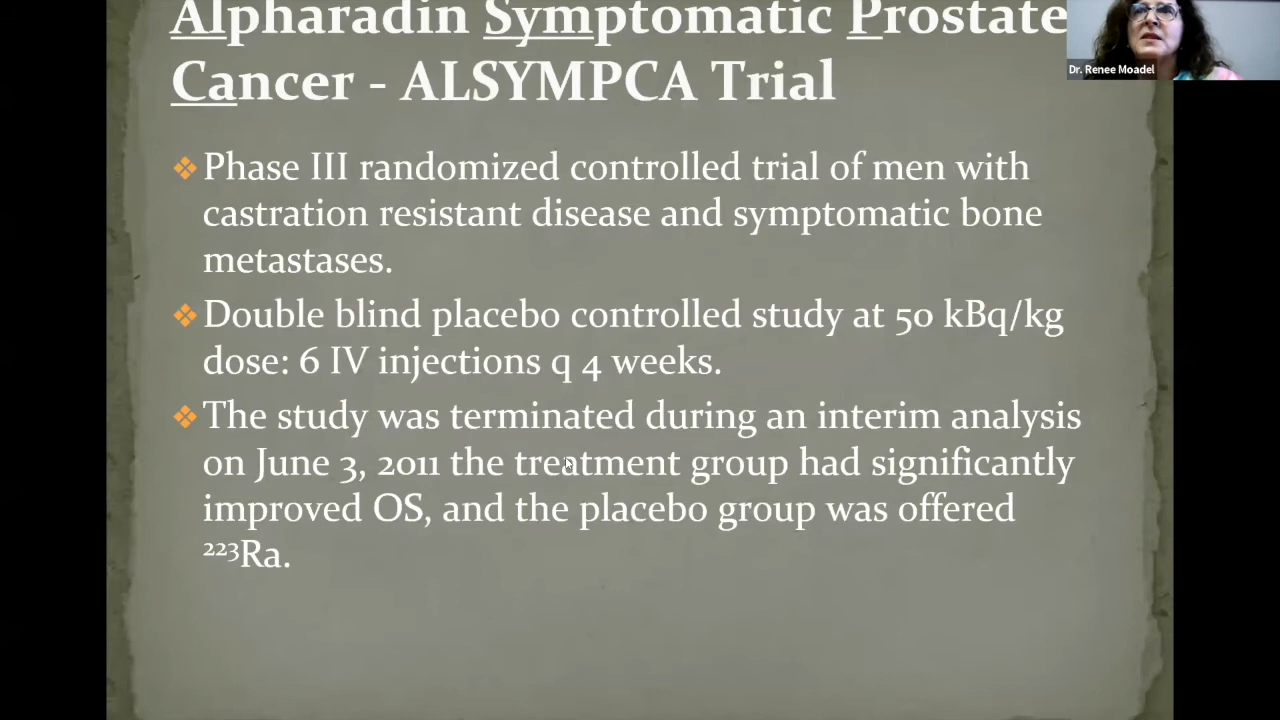 Alpharadin Symptomatic Prostate
Cancer - ALSYMPCA Trial
Dr. Renee Moadel
❖Phase III randomized controlled trial of men with
castration resistant disease and symptomatic bone
metastases.
❖Double blind placebo controlled study at 50 kBq/kg
dose: 6 IV injections q 4 weeks.
❖The study was terminated during an interim analysis
on June 3, 2011 the treatment group had significantly
improved OS, and the placebo group was offered
²²³Ra.